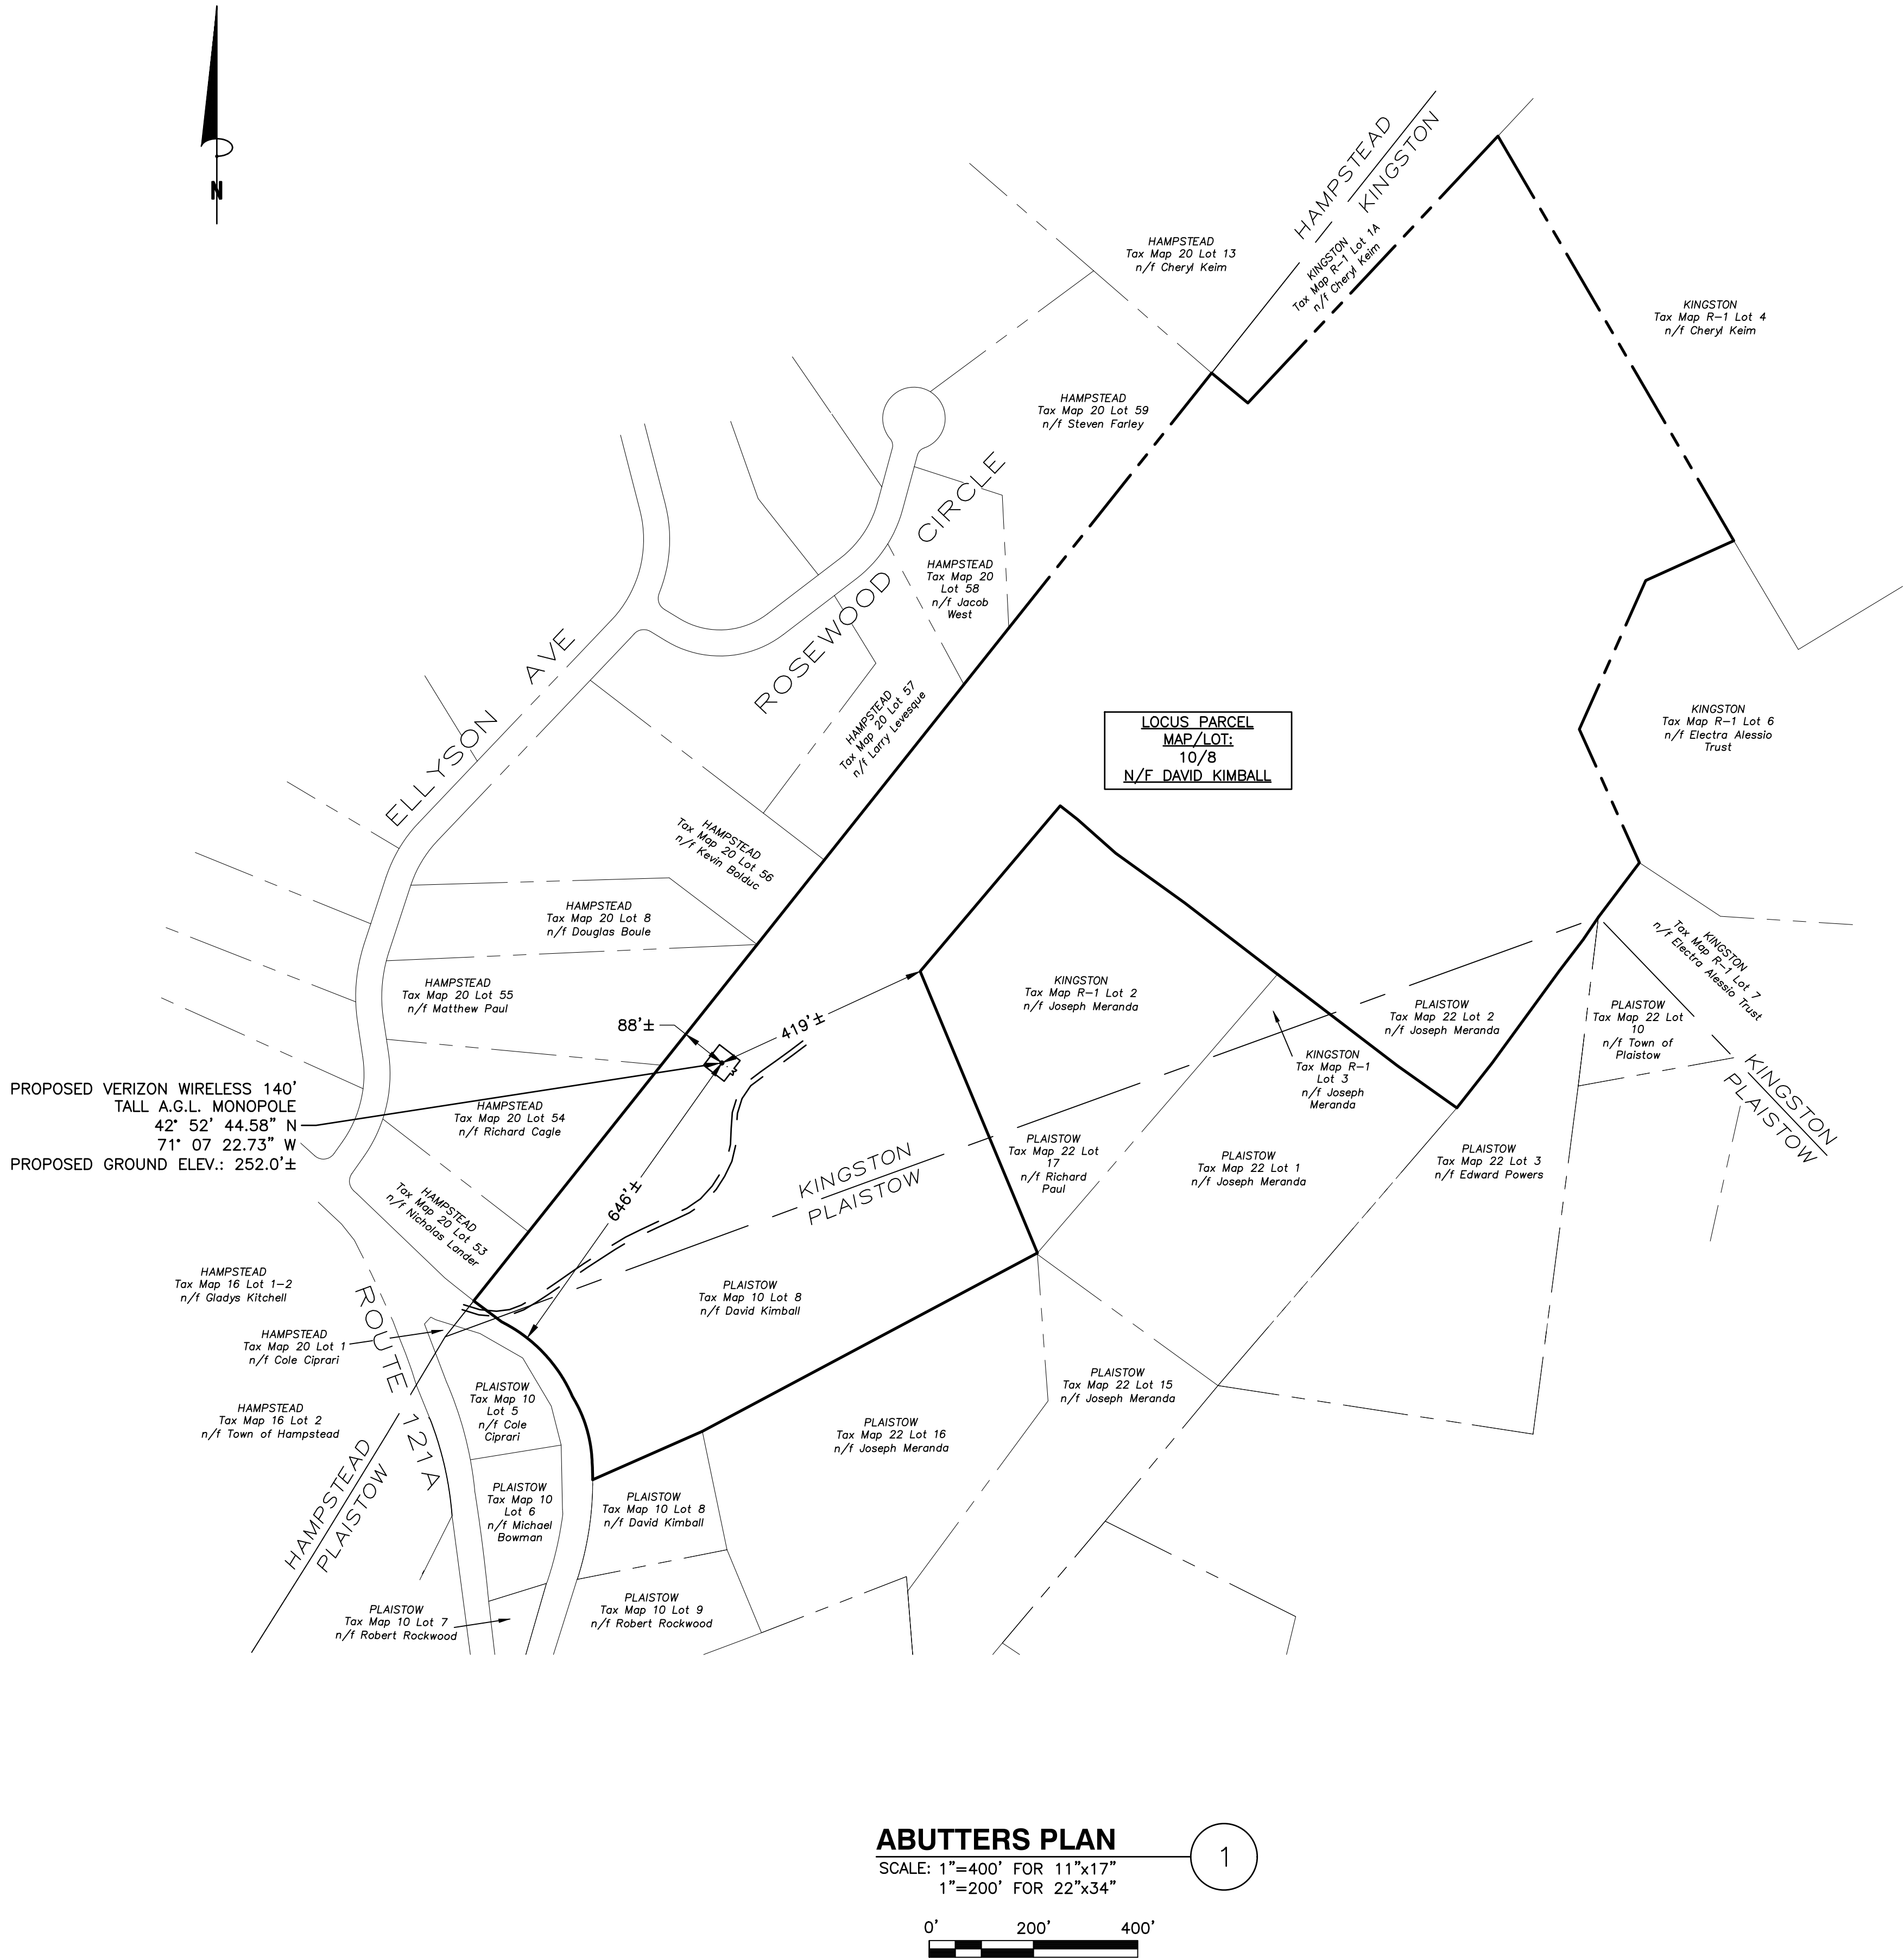 N
HAMPSTEAD
KINGSTON
HAMPSTEAD
Tax Map 20 Lot 13
n/f Cheryl Keim
KINGSTON
Tax Map R-1 Lot 1A
n/f Cheryl Keim
KINGSTON
Tax Map R-1 Lot 4
n/f Cheryl Keim
HAMPSTEAD
Tax Map 20 Lot 59
n/f Steven Farley
ROSEWOOD CIRCLE
HAMPSTEAD
Tax Map 20
Lot 58
n/f Jacob
West
ELLYSON AVE
HAMPSTEAD
Tax Map 20 Lot 57
n/f Larry Levesque
LOCUS PARCEL
MAP/LOT:
10/8
N/F DAVID KIMBALL
KINGSTON
Tax Map R-1 Lot 6
n/f Electra Alessio
Trust
HAMPSTEAD
Tax Map 20 Lot 56
n/f Kevin Bolduc
HAMPSTEAD
Tax Map 20 Lot 8
n/f Douglas Boule
KINGSTON
Tax Map R-1 Lot 7
n/f Electra Alessio Trust
HAMPSTEAD
Tax Map 20 Lot 55
n/f Matthew Paul
KINGSTON
Tax Map R-1 Lot 2
n/f Joseph Meranda
PLAISTOW
Tax Map 22 Lot 2
n/f Joseph Meranda
PLAISTOW
Tax Map 22 Lot
10
n/f Town of
Plaistow
88'±
419'±
646'±
KINGSTON
Tax Map R-1
Lot 3
n/f Joseph
Meranda
KINGSTON
PLAISTOW
PROPOSED VERIZON WIRELESS 140'
TALL A.G.L. MONOPOLE
42° 52' 44.58" N
71° 07 22.73" W
PROPOSED GROUND ELEV.: 252.0'±
HAMPSTEAD
Tax Map 20 Lot 54
n/f Richard Cagle
PLAISTOW
Tax Map 22 Lot
17
n/f Richard
Paul
PLAISTOW
Tax Map 22 Lot 1
n/f Joseph Meranda
PLAISTOW
Tax Map 22 Lot 3
n/f Edward Powers
KINGSTON
PLAISTOW
HAMPSTEAD
Tax Map 20 Lot 53
n/f Nicholas Lander
HAMPSTEAD
Tax Map 16 Lot 1-2
n/f Gladys Kitchell
PLAISTOW
Tax Map 10 Lot 8
n/f David Kimball
HAMPSTEAD
Tax Map 20 Lot 1
n/f Cole Ciprari
ROUTE 121A
PLAISTOW
Tax Map 10
Lot 5
n/f Cole
Ciprari
PLAISTOW
Tax Map 22 Lot 15
n/f Joseph Meranda
HAMPSTEAD
Tax Map 16 Lot 2
n/f Town of Hampstead
PLAISTOW
Tax Map 22 Lot 16
n/f Joseph Meranda
HAMPSTEAD
PLAISTOW
PLAISTOW
Tax Map 10
Lot 6
n/f Michael
Bowman
PLAISTOW
Tax Map 10 Lot 8
n/f David Kimball
PLAISTOW
Tax Map 10 Lot 7
n/f Robert Rockwood
PLAISTOW
Tax Map 10 Lot 9
n/f Robert Rockwood
ABUTTERS PLAN
1
SCALE: 1"=400' FOR 11"x17"
1"=200' FOR 22"x34"
0' 200' 400'